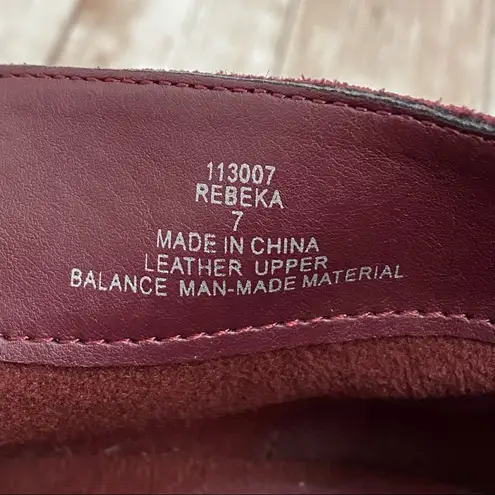 113007
REBEKA
7
MADE IN CHINA
LEATHER UPPER
BALANCE MAN-MADE MATERIAL